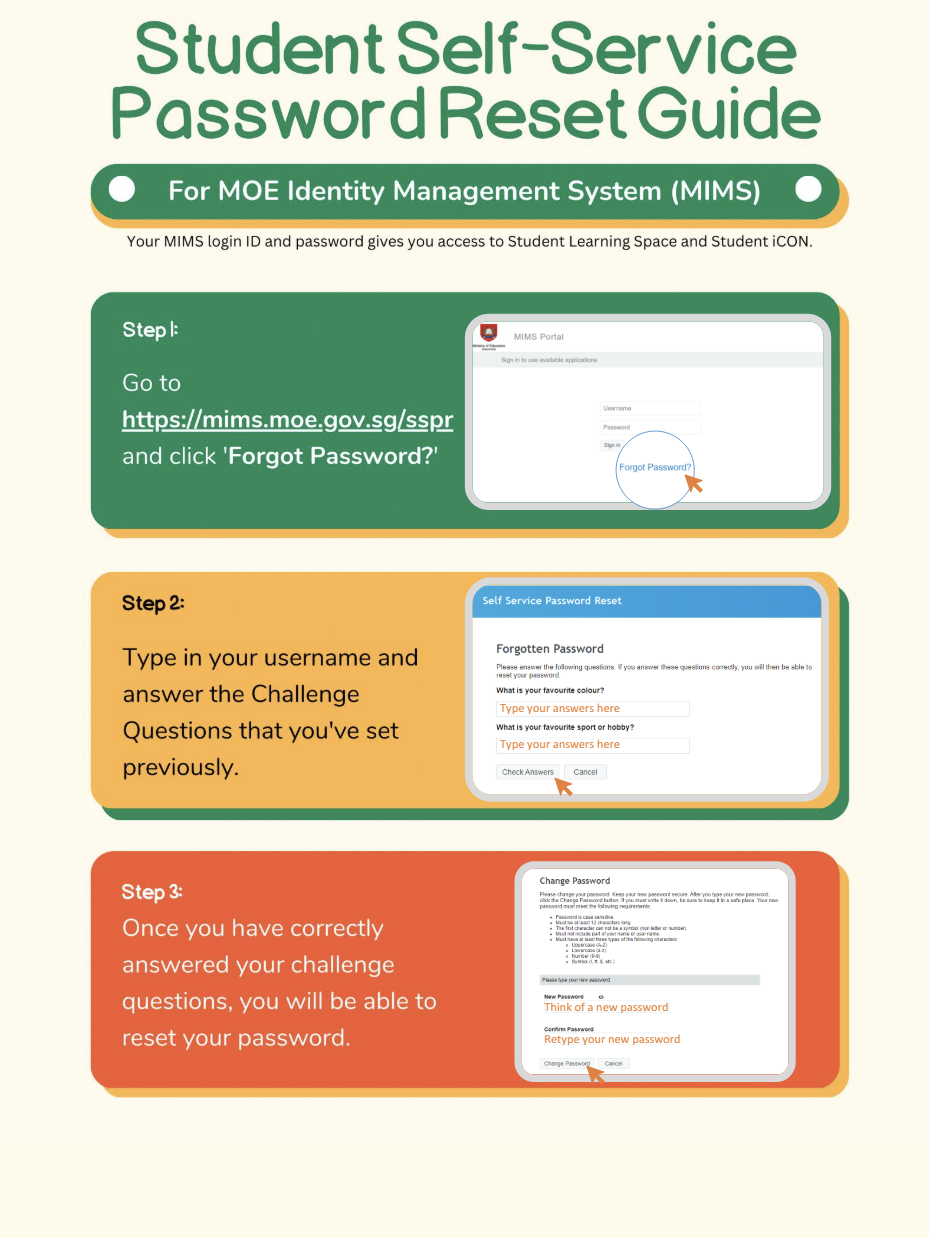 Student Self-Service
Password Reset Guide
For MOE Identity Management System (MIMS)
Your MIMS login ID and password gives you access to Student Learning Space and Student iCON.
Step 1:
Go to
https://mims.moe.gov.sg/sspr
and click 'Forgot Password?'
Ministry of Education
MIMS Portal
Sign in to use available applications
Username
Password
Sign in
Forgot Password?
Step 2:
Type in your username and
answer the Challenge
Questions that you've set
previously.
Self Service Password Reset
Forgotten Password
Please answer the following questions. If you answer these questions correctly, you will then be able to
reset your password.
What is your favourite colour?
Type your answers here
What is your favourite sport or hobby?
Type your answers here
Check Answers
Cancel
Step 3:
Once you have correctly
answered your challenge
questions, you will be able to
reset your password.
Change Password
Please change your password. Keep your new password secure. After you type your new password,
click the Change Password button. If you must write it down, be sure to keep it in a safe place. Your new
password must meet the following requirements:
Password is case sensitive.
Must be at least 12 characters long.
The first character can not be a symbol (non letter or number).
Must not include part of your name or user name.
Must have at least three types of the following characters:
Uppercase (A-Z)
Lowercase (a-z)
Number (0-9)
Symbol (!, #, $, etc.)
Please type your new password
New Password
Think of a new password
Confirm Password
Retype your new password
Change Password
Cancel